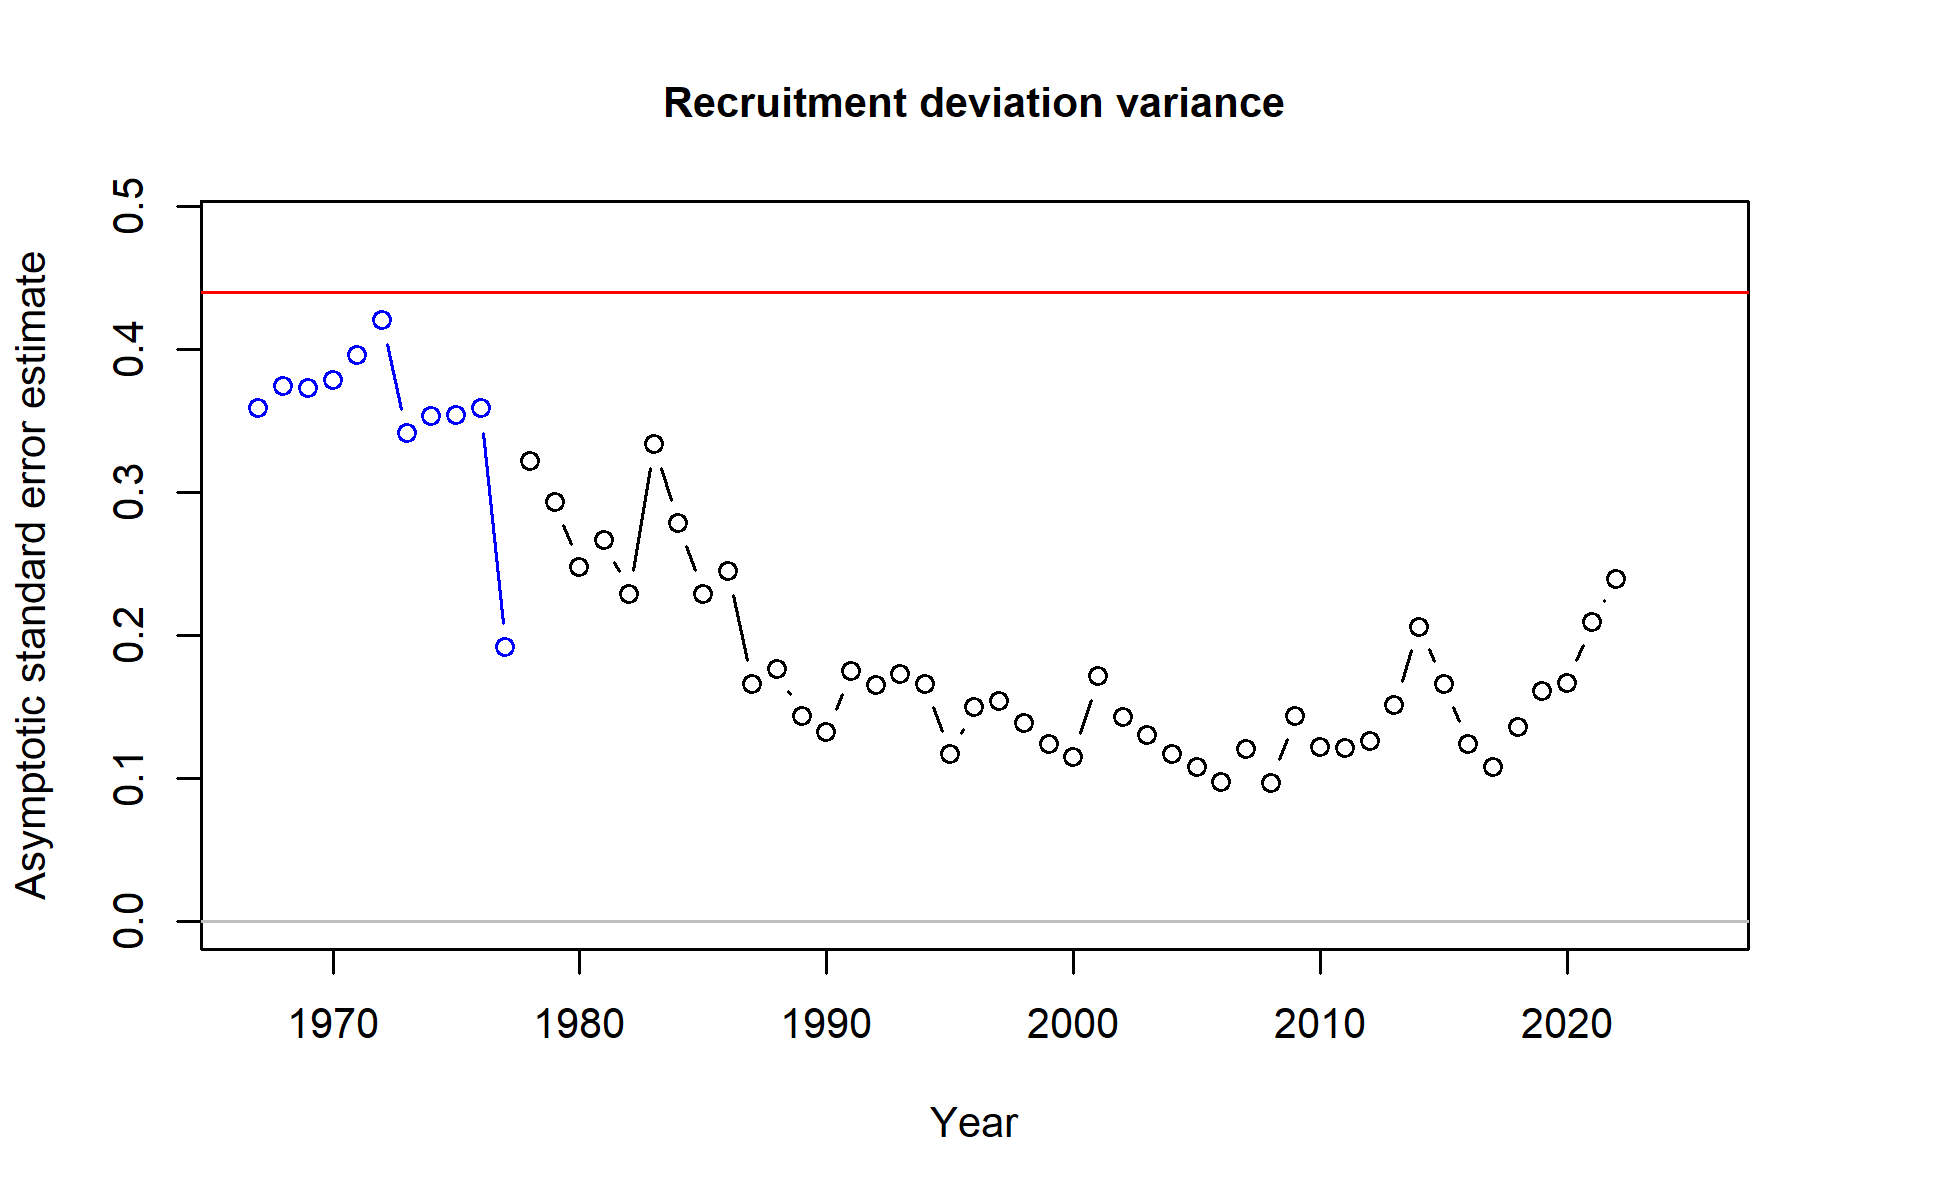 Recruitment deviation variance
Asymptotic standard error estimate
0.5
0.4
0.3
0.2
0.1
0.0
1970 1980 1990 2000 2010 2020
Year